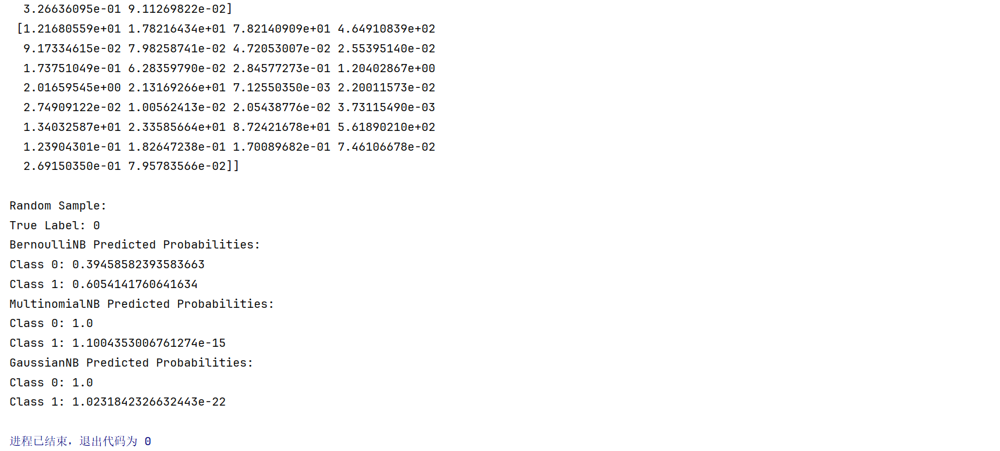 3.26636095e-01 9.11269822e-02]
[1.21680559e+01 1.78216434e+01 7.82140909e+01 4.64910839e+02
9.17334615e-02 7.98258741e-02 4.72053007e-02 2.55395140e-02
1.73751049e-01 6.28359790e-02 2.84577273e-01 1.20402867e+00
2.01659545e+00 2.13169266e+01 7.12550350e-03 2.20011573e-02
2.74909122e-02 1.00562413e-02 2.05438776e-02 3.73115490e-03
1.34032587e+01 2.33585664e+01 8.72421678e+01 5.61890210e+02
1.23904301e-01 1.82647238e-01 1.70089682e-01 7.46106678e-02
2.69150350e-01 7.95783566e-02]]
Random Sample:
True Label: 0
BernoulliNB Predicted Probabilities:
Class 0: 0.39458582393583663
Class 1: 0.6054141760641634
MultinomialNB Predicted Probabilities:
Class 0: 1.0
Class 1: 1.1004353006761274e-15
GaussianNB Predicted Probabilities:
Class 0: 1.0
Class 1: 1.0231842326632443e-22
进程已结束，退出代码为 0